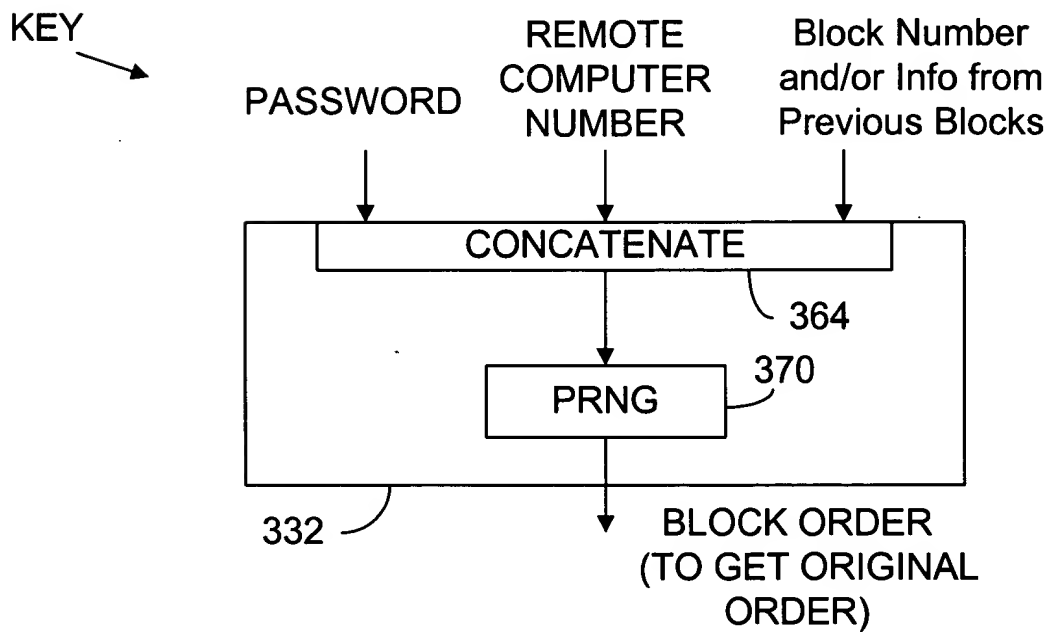 KEY
PASSWORD
REMOTE
COMPUTER
NUMBER
Block Number
and/or Info from
Previous Blocks
CONCATENATE
364
370
PRNG
332
BLOCK ORDER
(TO GET ORIGINAL
ORDER)